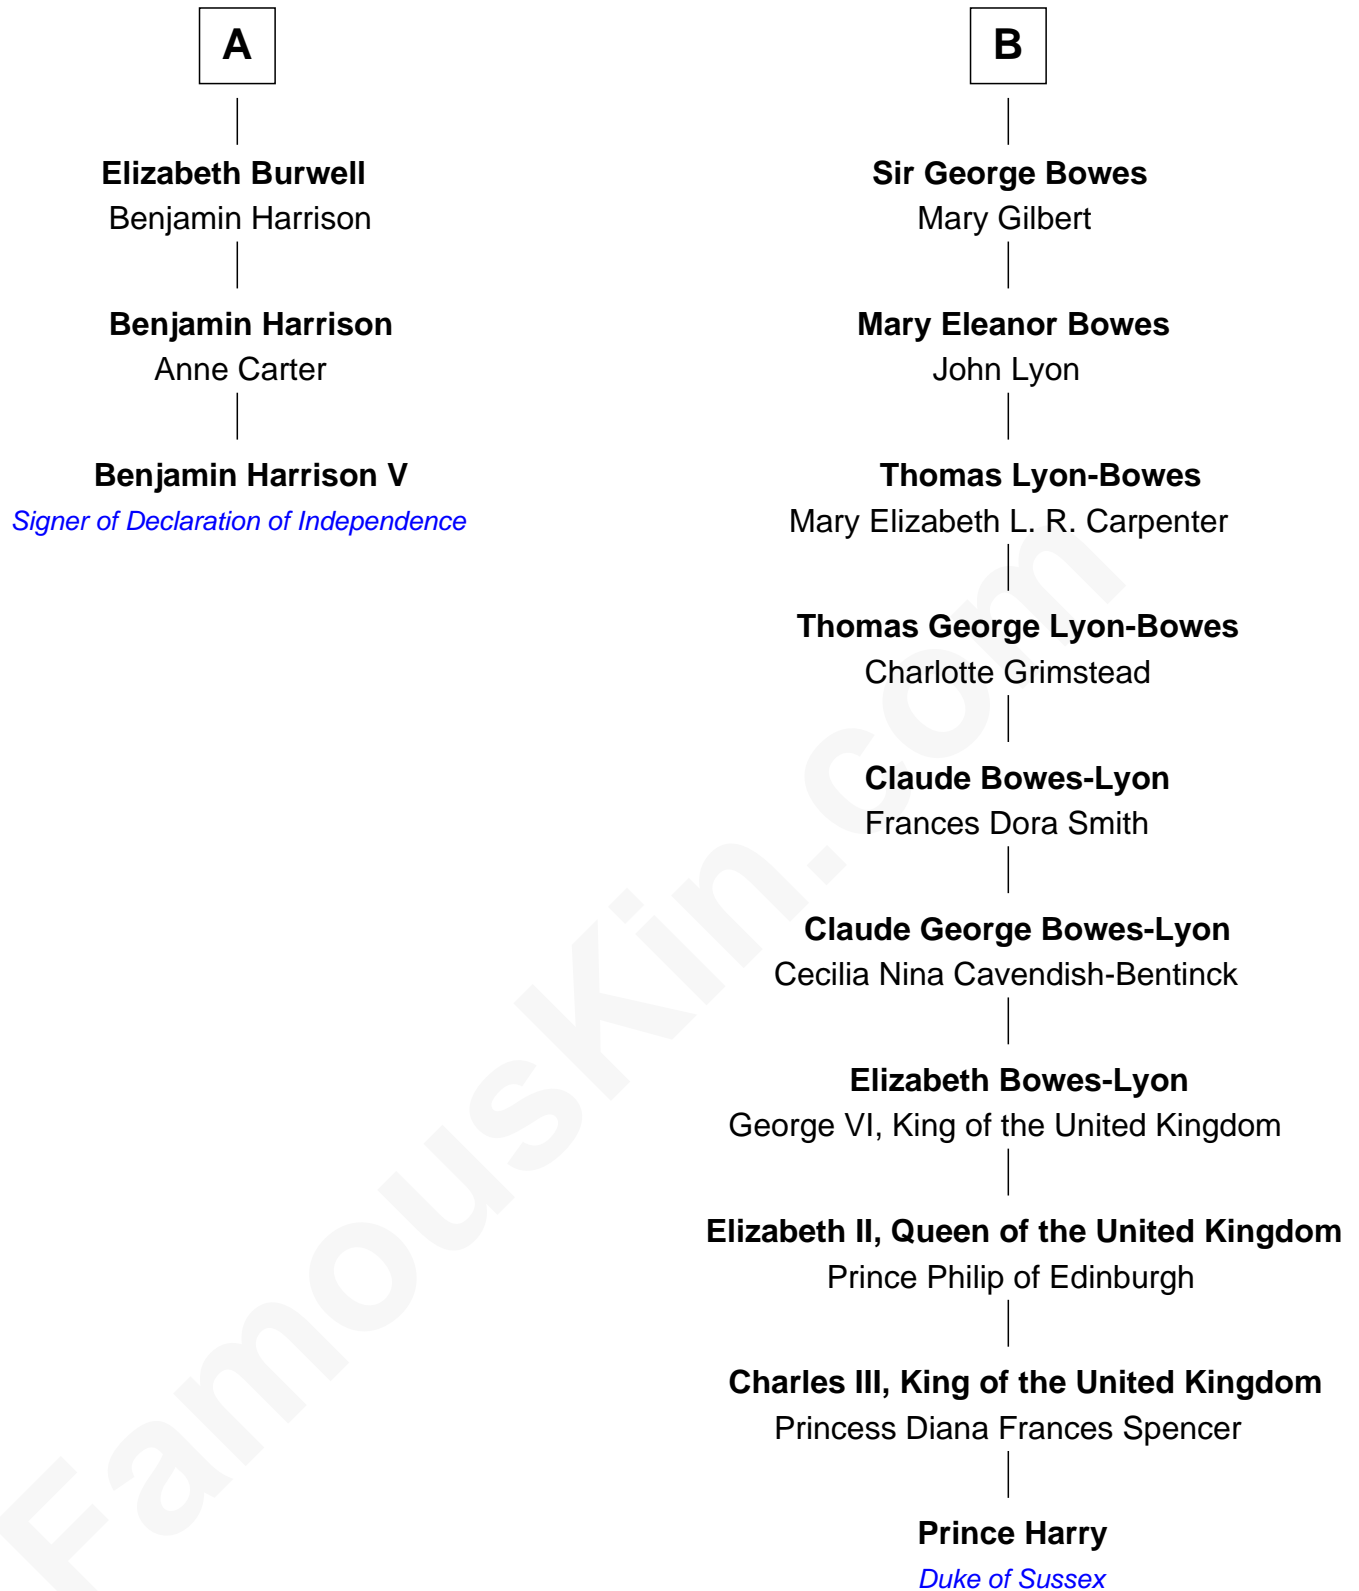 A
Elizabeth Burwell
Benjamin Harrison
Benjamin Harrison
Anne Carter
Benjamin Harrison V
Signer of Declaration of Independence
B
Sir George Bowes
Mary Gilbert
Mary Eleanor Bowes
John Lyon
Thomas Lyon-Bowes
Mary Elizabeth L. R. Carpenter
Thomas George Lyon-Bowes
Charlotte Grimstead
Claude Bowes-Lyon
Frances Dora Smith
Claude George Bowes-Lyon
Cecilia Nina Cavendish-Bentinck
Elizabeth Bowes-Lyon
George VI, King of the United Kingdom
Elizabeth II, Queen of the United Kingdom
Prince Philip of Edinburgh
Charles III, King of the United Kingdom
Princess Diana Frances Spencer
Prince Harry
Duke of Sussex
FamousKin.com